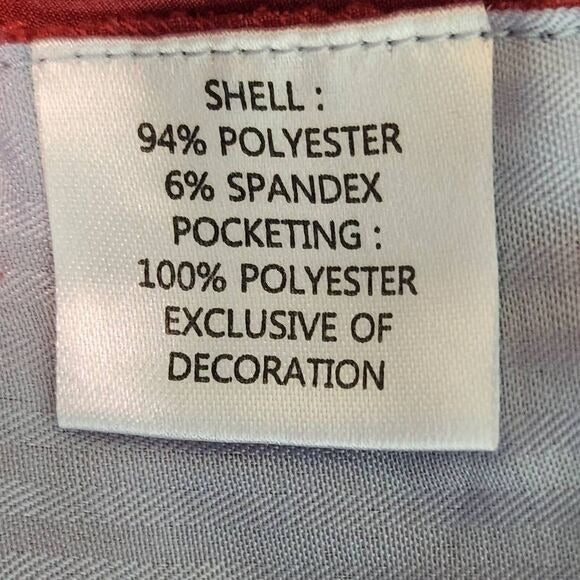 SHELL :
94% POLYESTER
6% SPANDEX
POCKETING :
100% POLYESTER
EXCLUSIVE OF
DECORATION